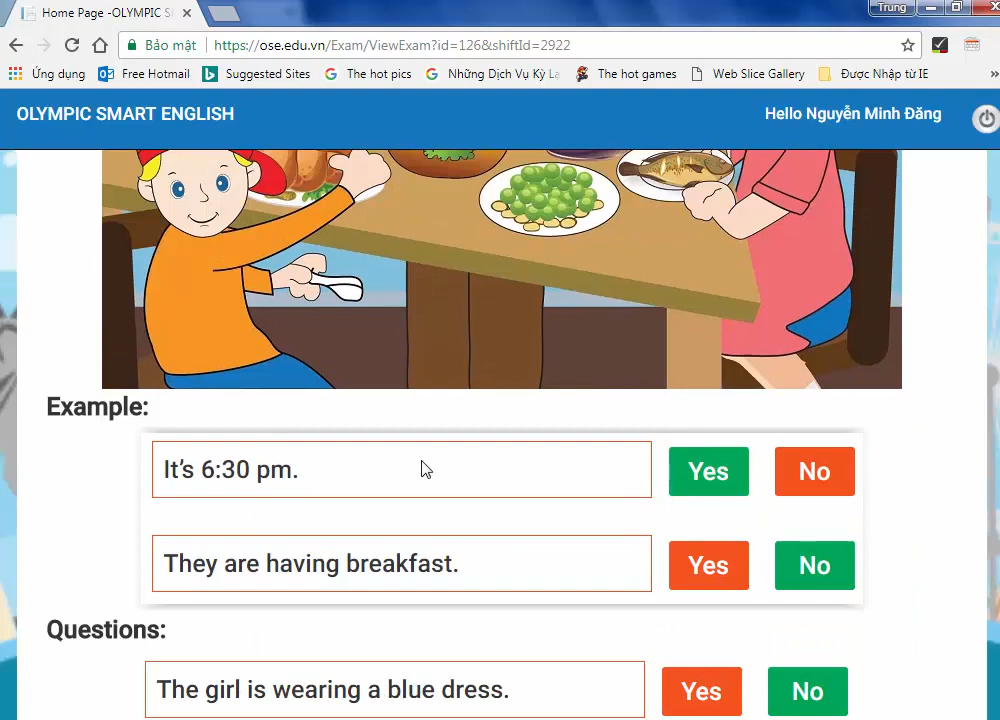 Home Page -OLYMPIC S
Trung
Bảo mật https://ose.edu.vn/Exam/ViewExam?id=126&shiftId=2922
Ứng dụng Free Hotmail Suggested Sites The hot pics Những Dịch Vụ Kỳ L The hot games Web Slice Gallery Được Nhập từ IE »
OLYMPIC SMART ENGLISH Hello Nguyễn Minh Đăng
Example:
It's 6:30 pm. Yes No
They are having breakfast. Yes No
Questions:
The girl is wearing a blue dress. Yes No